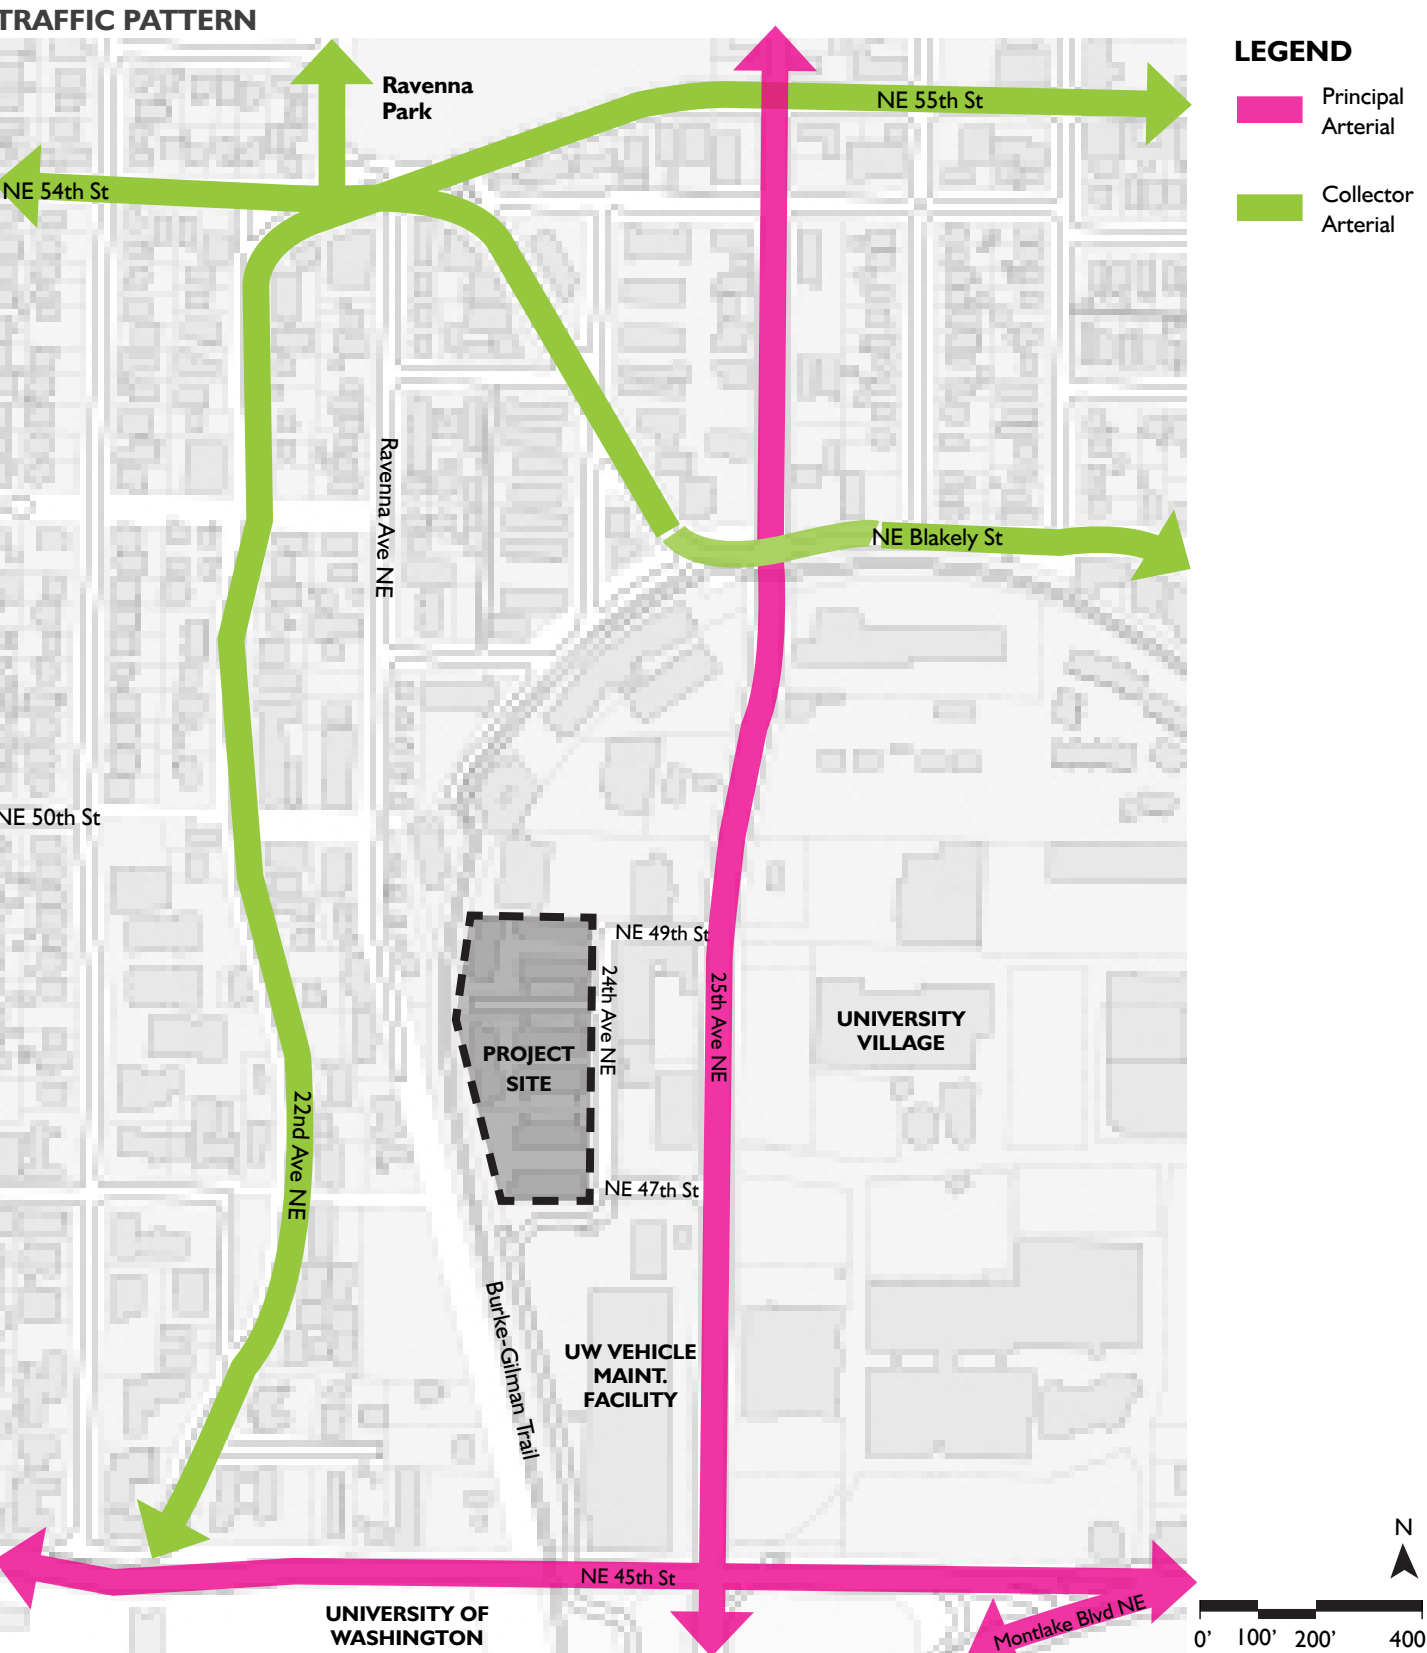 TRAFFIC PATTERN
LEGEND
Principal
Arterial
Collector
Arterial
Ravenna
Park
NE 55th St
NE 54th St
Ravenna Ave NE
NE Blakely St
NE 50th St
NE 49th St
24th Ave NE
25th Ave NE
PROJECT
SITE
UNIVERSITY
VILLAGE
22nd Ave NE
NE 47th St
Burke-Gilman Trail
UW VEHICLE
MAINT.
FACILITY
NE 45th St
UNIVERSITY OF
WASHINGTON
Montlake Blvd NE
N
0' 100' 200' 400